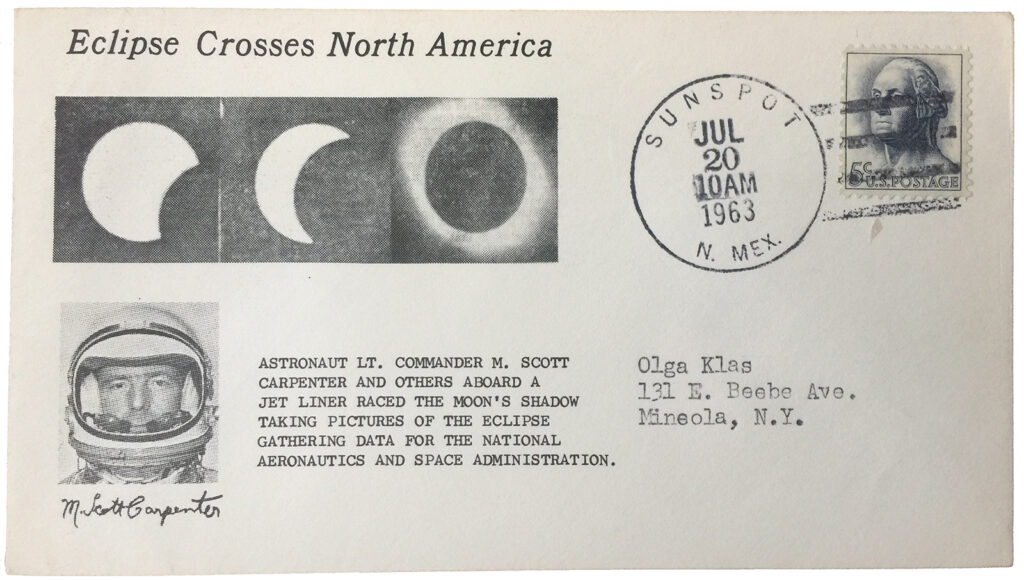 Eclipse Crosses North America
SUNSPOT
JUL
20
10AM
1963
N. MEX.
5c
U.S. POSTAGE
ASTRONAUT LT. COMMANDER M. SCOTT
CARPENTER AND OTHERS ABOARD A
JET LINER RACED THE MOON'S SHADOW
TAKING PICTURES OF THE ECLIPSE
GATHERING DATA FOR THE NATIONAL
AERONAUTICS AND SPACE ADMINISTRATION.
M. Scott Carpenter
Olga Klas
131 E. Beebe Ave.
Mineola, N.Y.